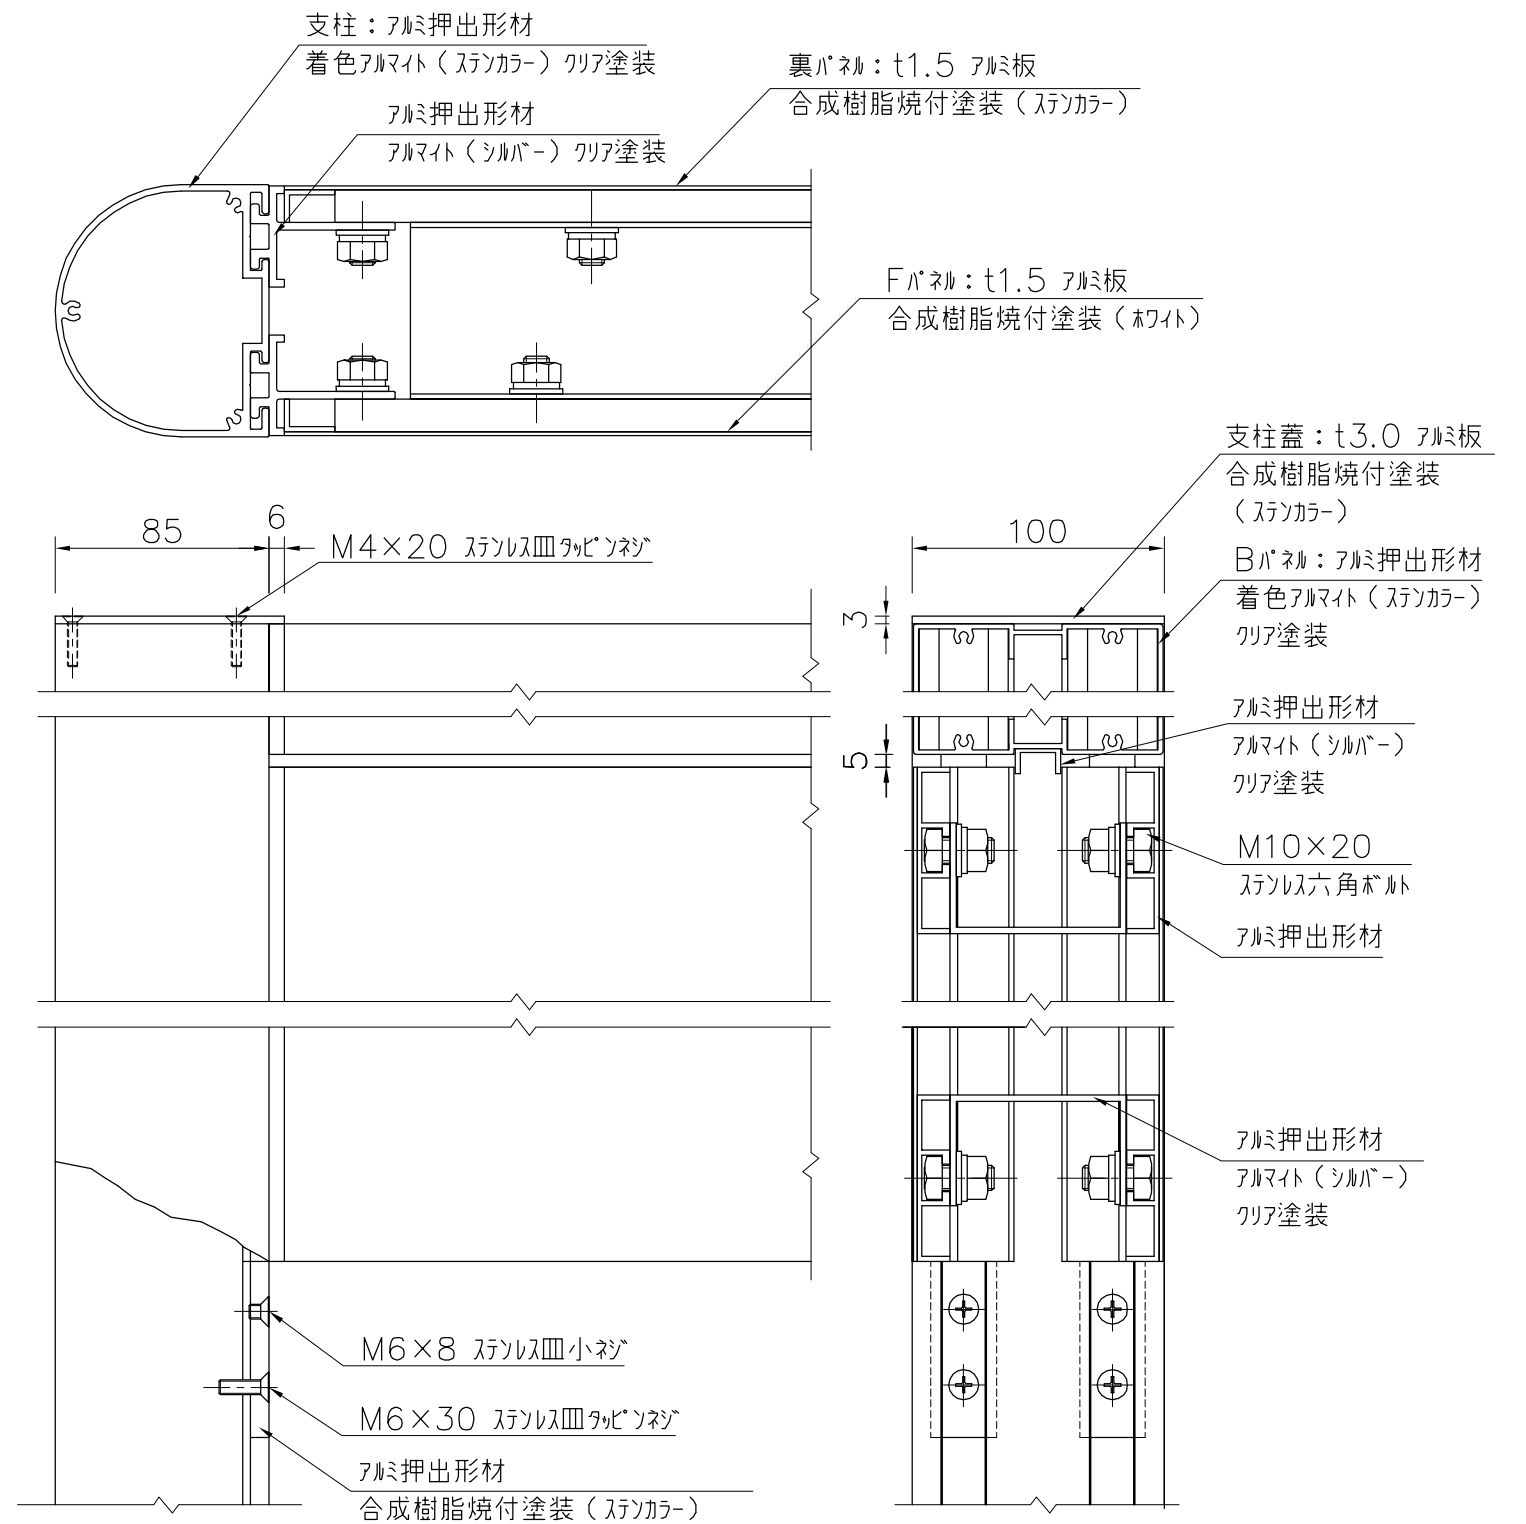 支柱：アルミ押出形材
着色アルマイト（ステンカラー）クリア塗装
アルミ押出形材
アルマイト（シルバー）クリア塗装
裏パネル：t1.5 アルミ板
合成樹脂焼付塗装（ステンカラー）
Fパネル：t1.5 アルミ板
合成樹脂焼付塗装（ホワイト）
支柱蓋：t3.0 アルミ板
合成樹脂焼付塗装
（ステンカラー）
85
6
M4×20 ステンレス皿タッピンネジ
100
3
Bパネル：アルミ押出形材
着色アルマイト（ステンカラー）
クリア塗装
アルミ押出形材
アルマイト（シルバー）
クリア塗装
5
M10×20
ステンレス六角ボルト
アルミ押出形材
アルミ押出形材
アルマイト（シルバー）
クリア塗装
M6×8 ステンレス皿小ネジ
M6×30 ステンレス皿タッピンネジ
アルミ押出形材
合成樹脂焼付塗装（ステンカラー）